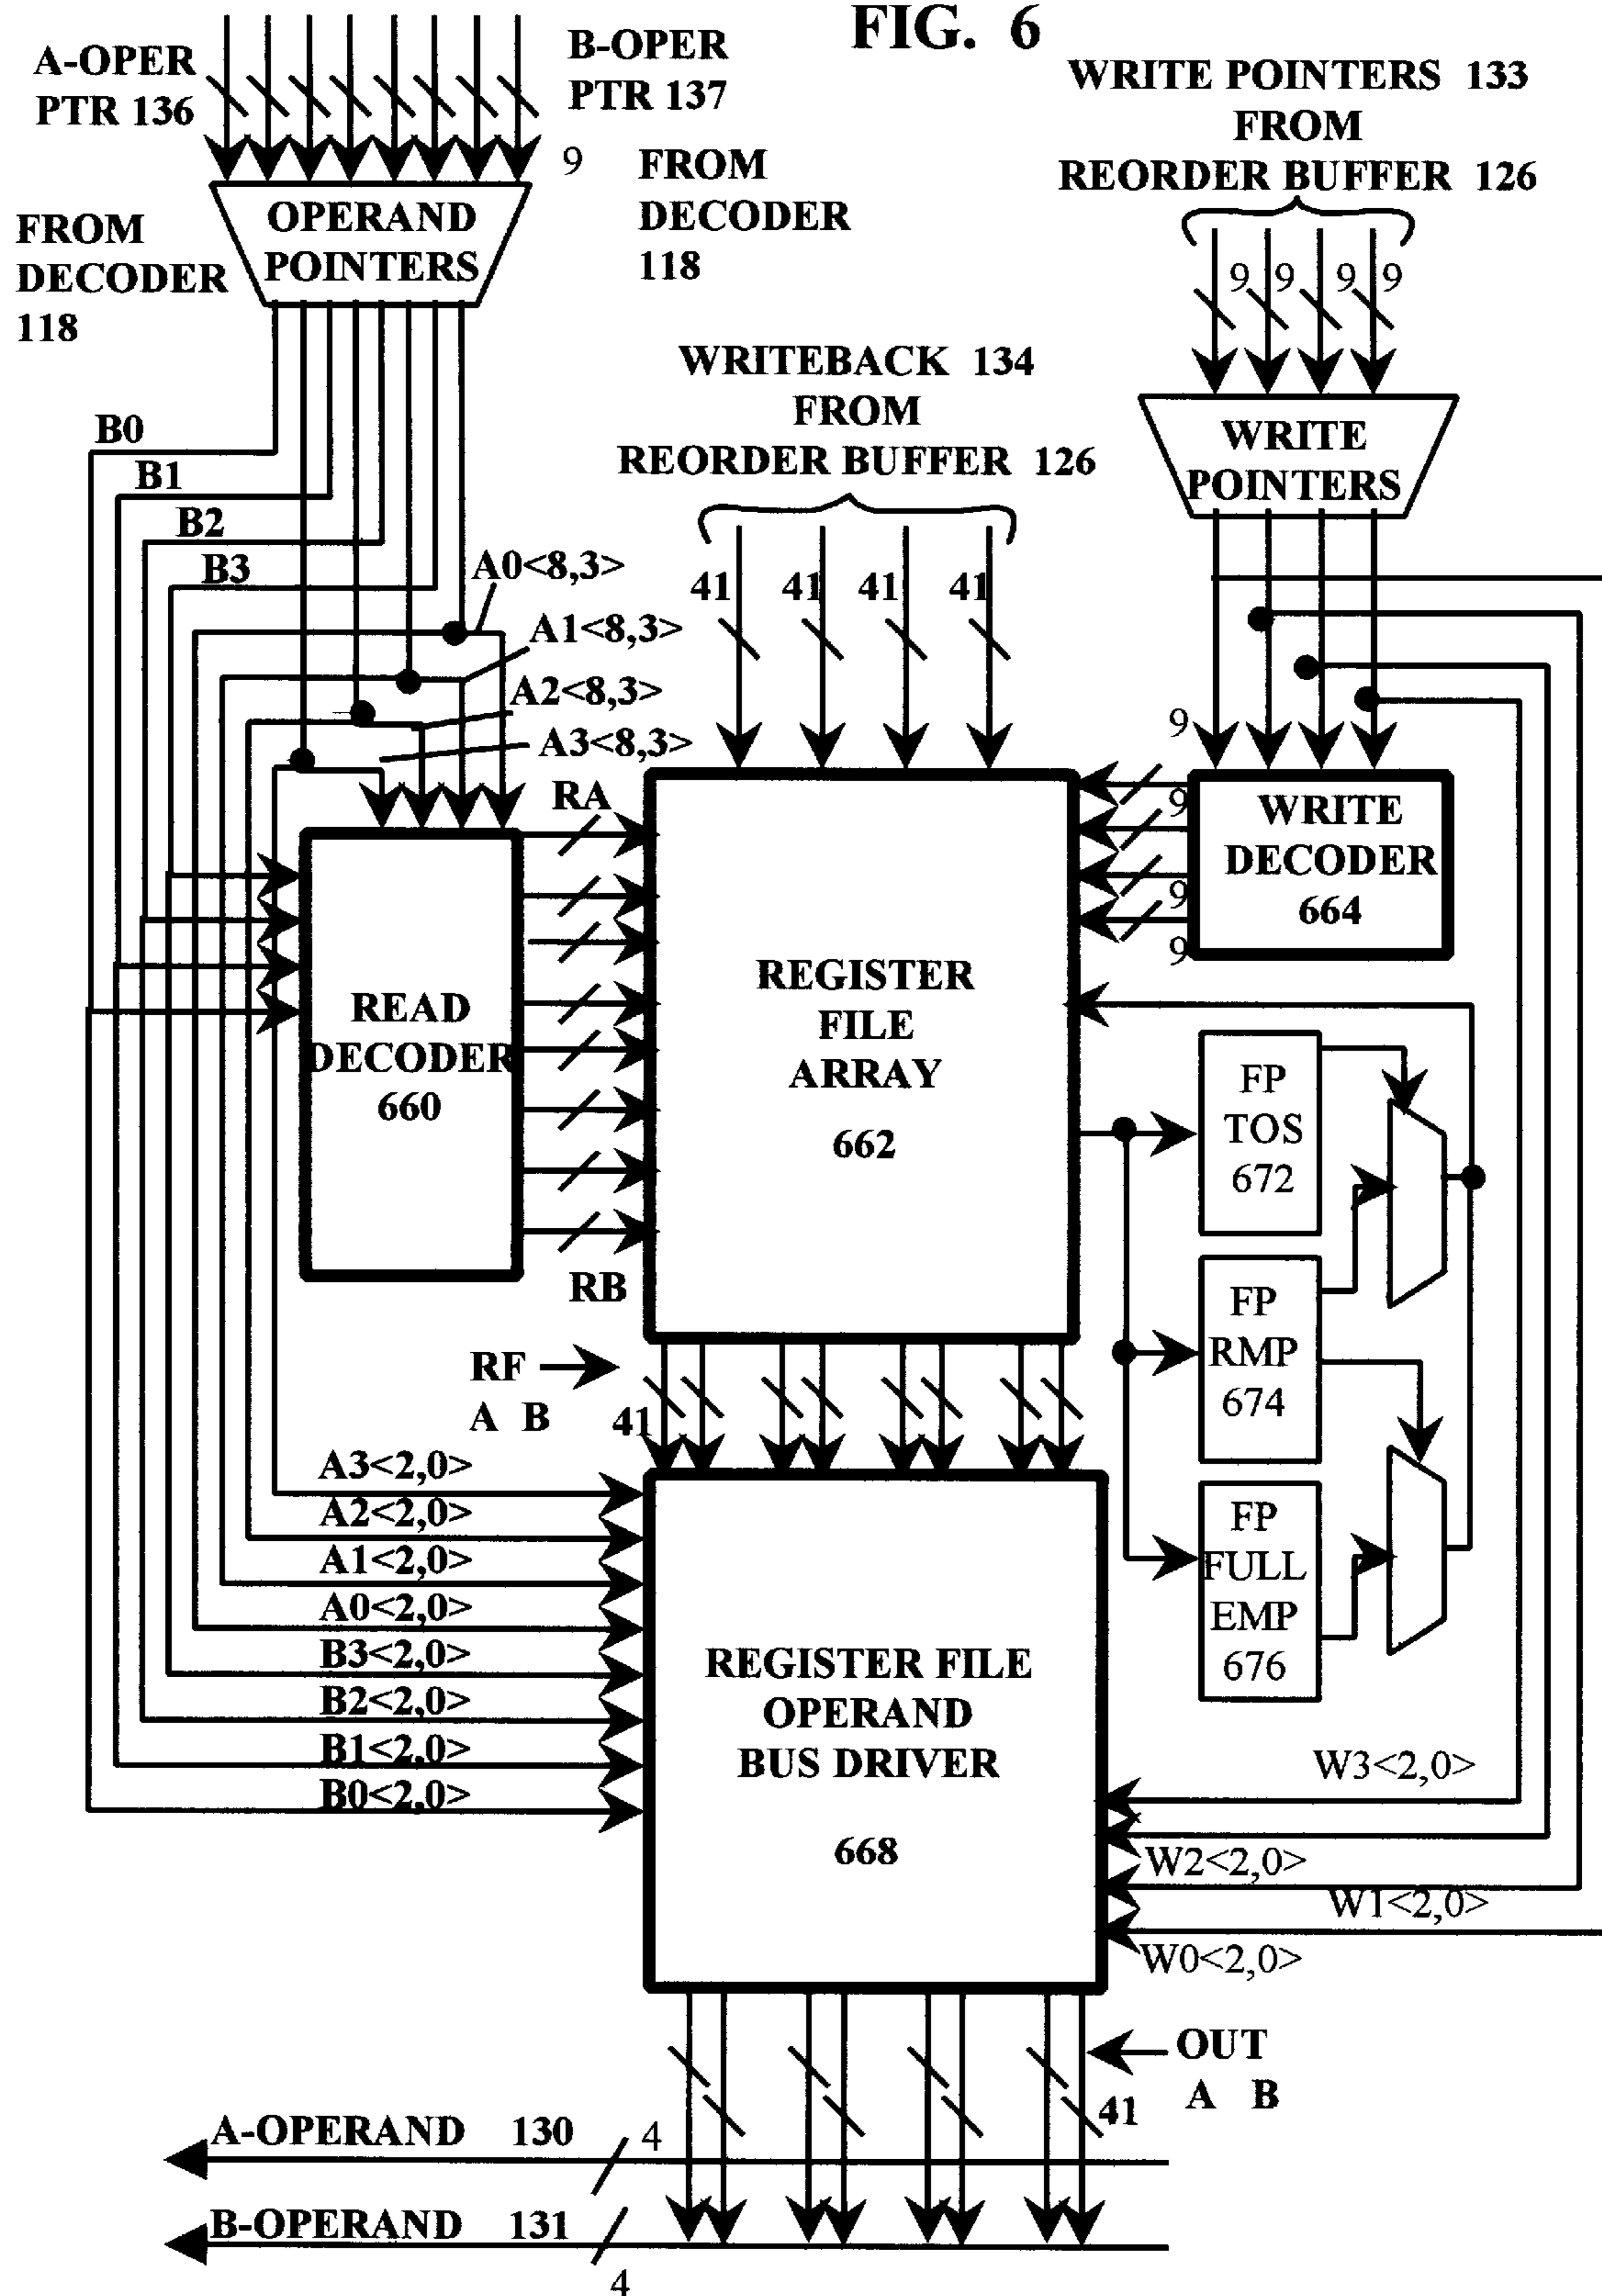 FIG. 6
A-OPER
PTR 136
B-OPER
PTR 137
WRITE POINTERS 133
FROM
REORDER BUFFER 126
9
FROM
DECODER
118
FROM
DECODER
118
OPERAND
POINTERS
9 9 9 9
WRITEBACK 134
FROM
REORDER BUFFER 126
WRITE
POINTERS
B0
B1
B2
B3
A0<8,3>
A1<8,3>
A2<8,3>
A3<8,3>
41 41 41 41
9
RA
9
9
9
WRITE
DECODER
664
READ
DECODER
660
REGISTER
FILE
ARRAY
662
FP
TOS
672
RB
FP
RMP
674
RF
A B
41
FP
FULL
EMP
676
A3<2,0>
A2<2,0>
A1<2,0>
A0<2,0>
B3<2,0>
B2<2,0>
B1<2,0>
B0<2,0>
REGISTER FILE
OPERAND
BUS DRIVER
668
W3<2,0>
W2<2,0>
W1<2,0>
W0<2,0>
OUT
A B
41
A-OPERAND 130
4
B-OPERAND 131
4